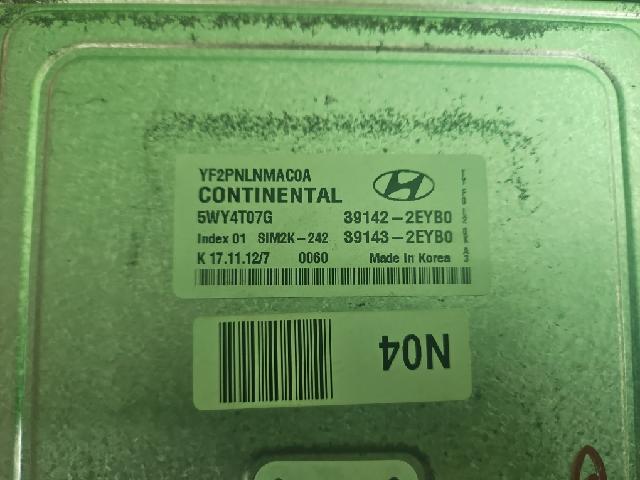 YF2PNLNMAC0A
CONTINENTAL
5WY4T07G 39142-2EYB0
Index 01 SIM2K-242 39143-2EYB0
K 17.11.12/7 0060 Made In Korea
N04